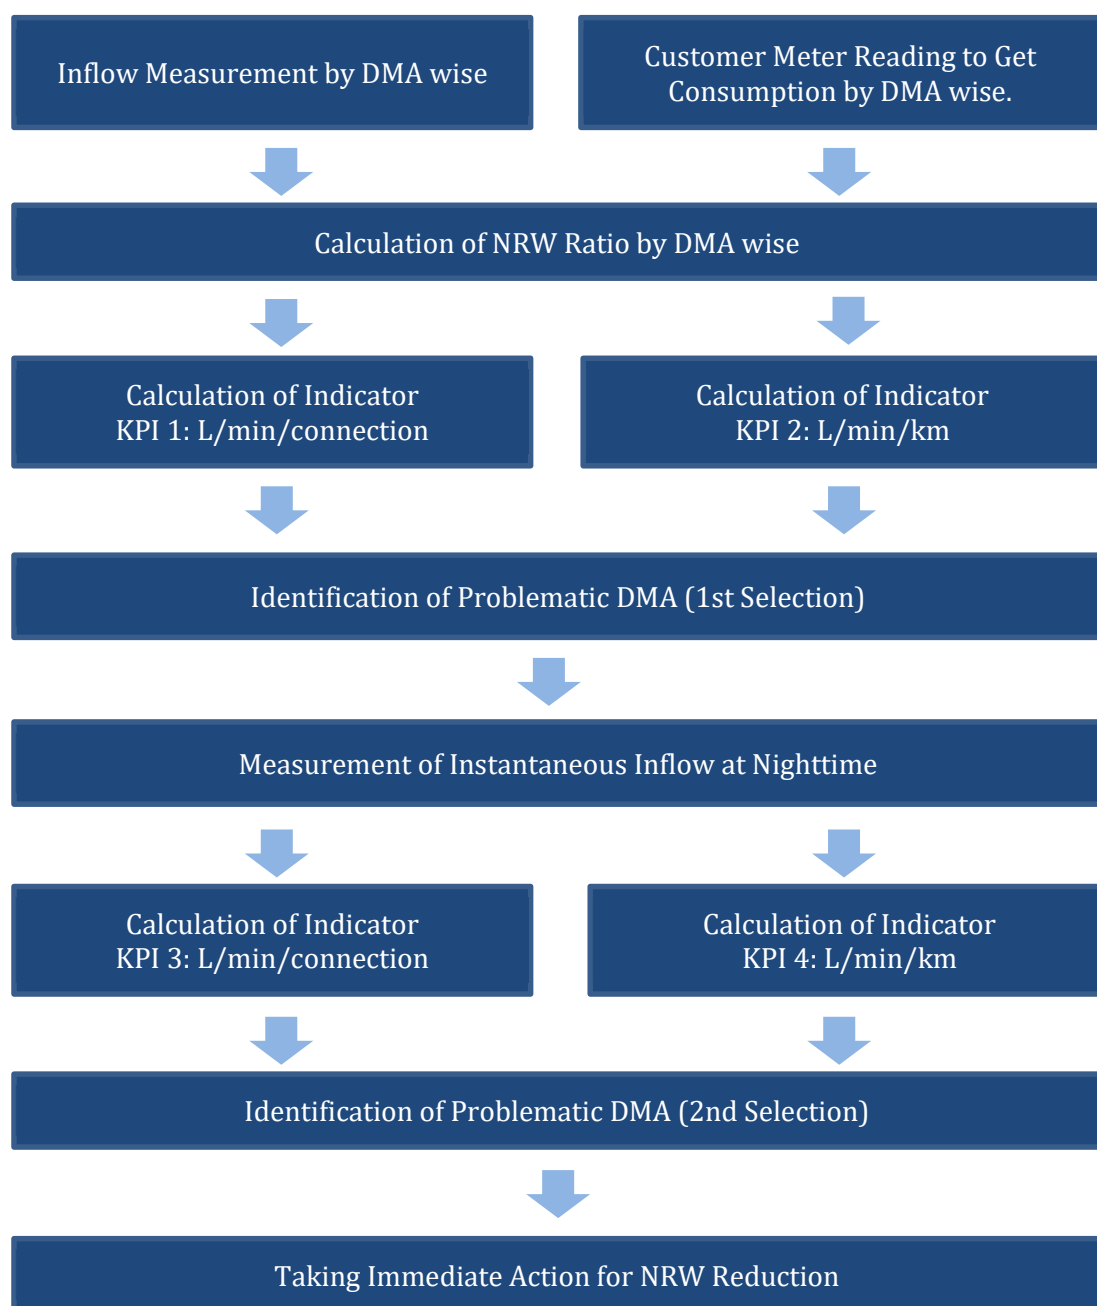 Inflow Measurement by DMA wise
Customer Meter Reading to Get
Consumption by DMA wise.
Calculation of NRW Ratio by DMA wise
Calculation of Indicator
KPI 1: L/min/connection
Calculation of Indicator
KPI 2: L/min/km
Identification of Problematic DMA (1st Selection)
Measurement of Instantaneous Inflow at Nighttime
Calculation of Indicator
KPI 3: L/min/connection
Calculation of Indicator
KPI 4: L/min/km
Identification of Problematic DMA (2nd Selection)
Taking Immediate Action for NRW Reduction